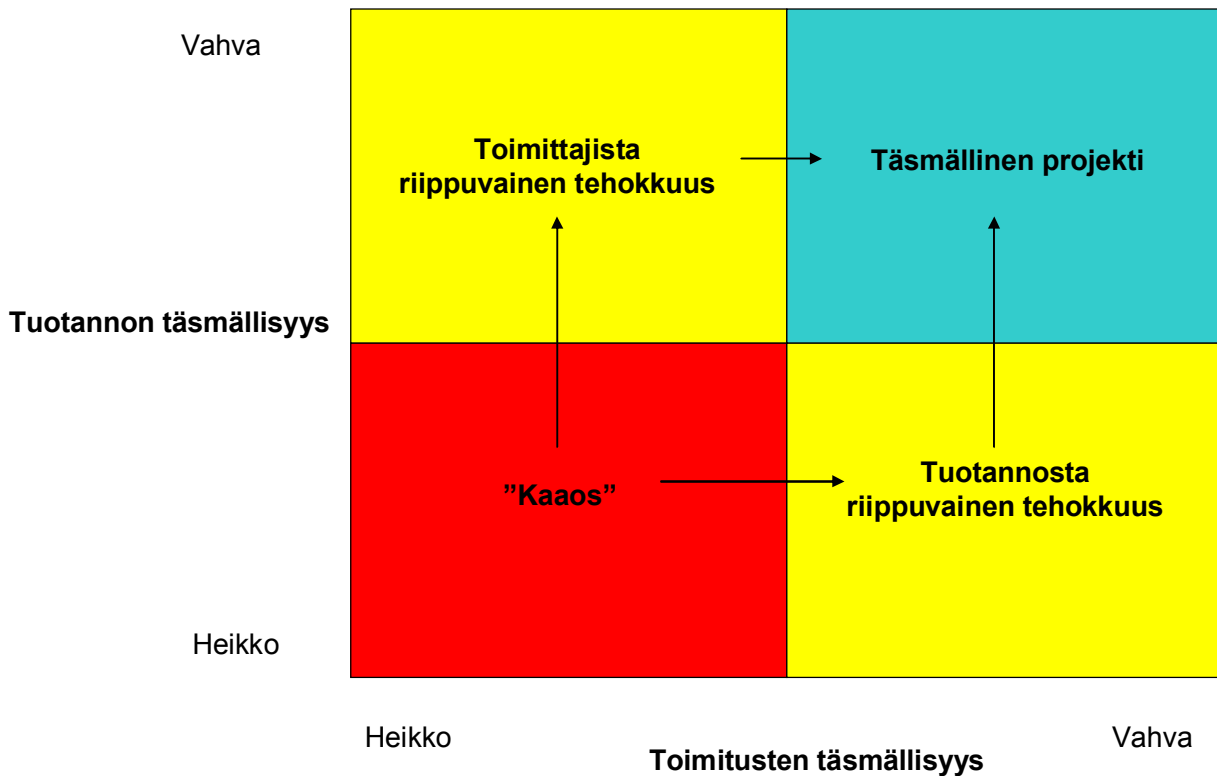 Vahva
Toimittajista
riippuvainen tehokkuus
Täsmällinen projekti
Tuotannon täsmällisyys
”Kaaos”
Tuotannosta
riippuvainen tehokkuus
Heikko
Heikko
Vahva
Toimitusten täsmällisyys